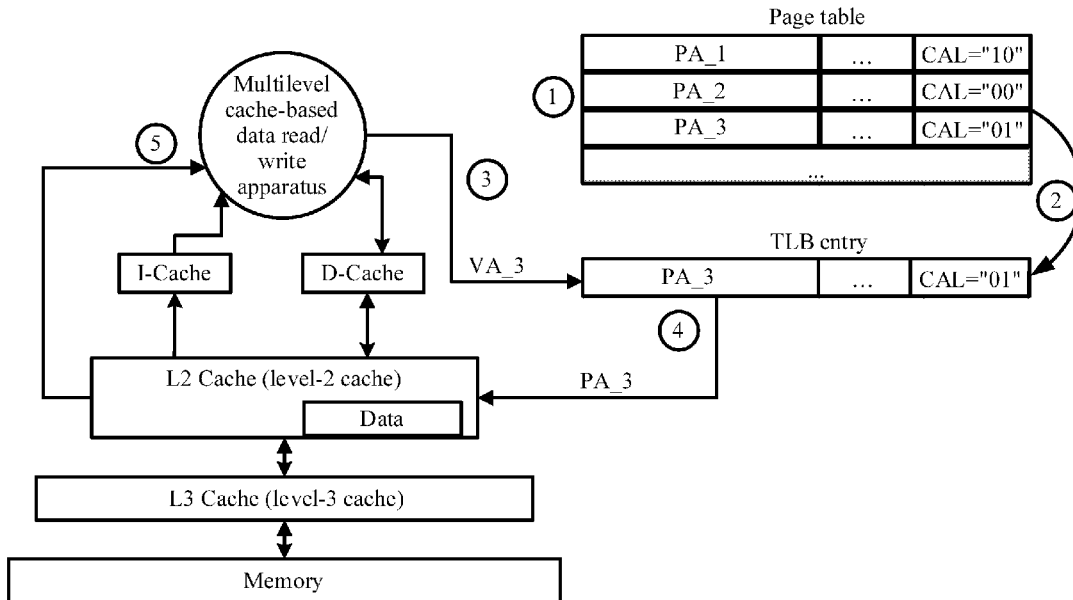 Page table
PA_1 ... CAL="10"
PA_2 ... CAL="00"
PA_3 ... CAL="01"
...
1
2
Multilevel
cache-based
data read/
write
apparatus
5
3
I-Cache
D-Cache
VA_3
TLB entry
PA_3 ... CAL="01"
4
PA_3
L2 Cache (level-2 cache)
Data
L3 Cache (level-3 cache)
Memory